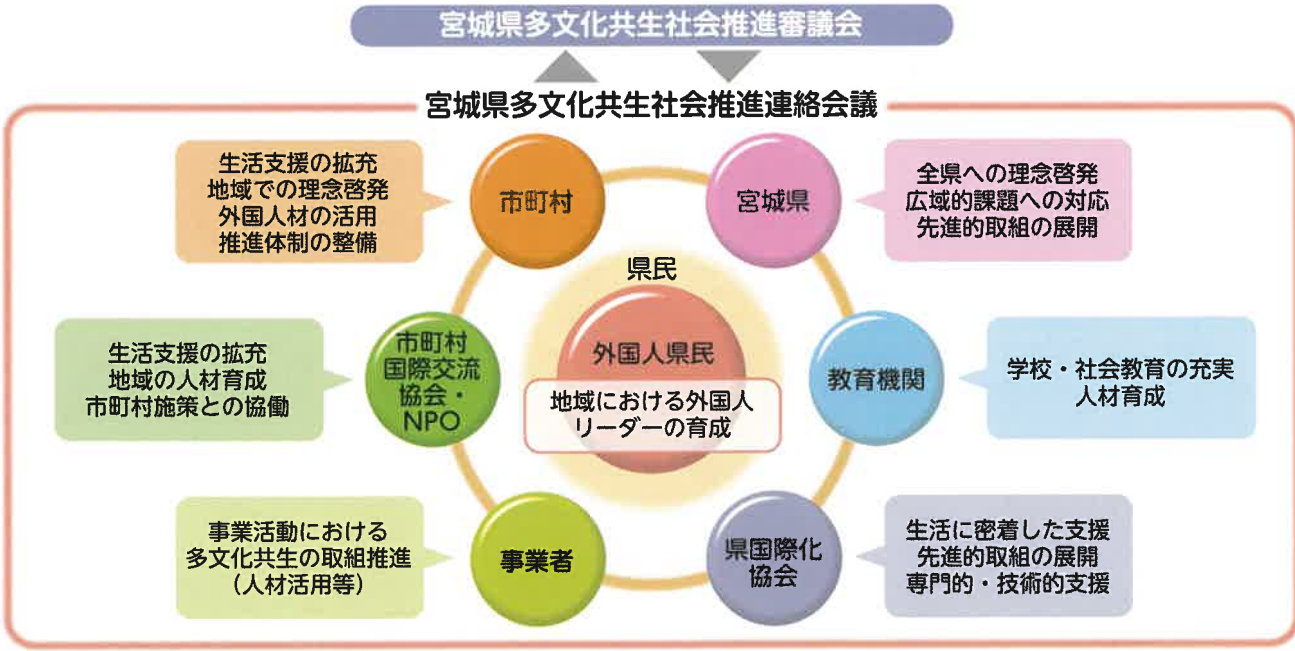 宮城県多文化共生社会推進審議会
宮城県多文化共生社会推進連絡会議
生活支援の拡充
地域での理念啓発
外国人材の活用
推進体制の整備
市町村
宮城県
全県への理念啓発
広域的課題への対応
先進的取組の展開
県民
外国人県民
地域における外国人
リーダーの育成
生活支援の拡充
地域の人材育成
市町村施策との協働
市町村
国際交流
協会・
NPO
教育機関
学校・社会教育の充実
人材育成
事業活動における
多文化共生の取組推進
(人材活用等)
事業者
県国際化
協会
生活に密着した支援
先進的取組の展開
専門的・技術的支援